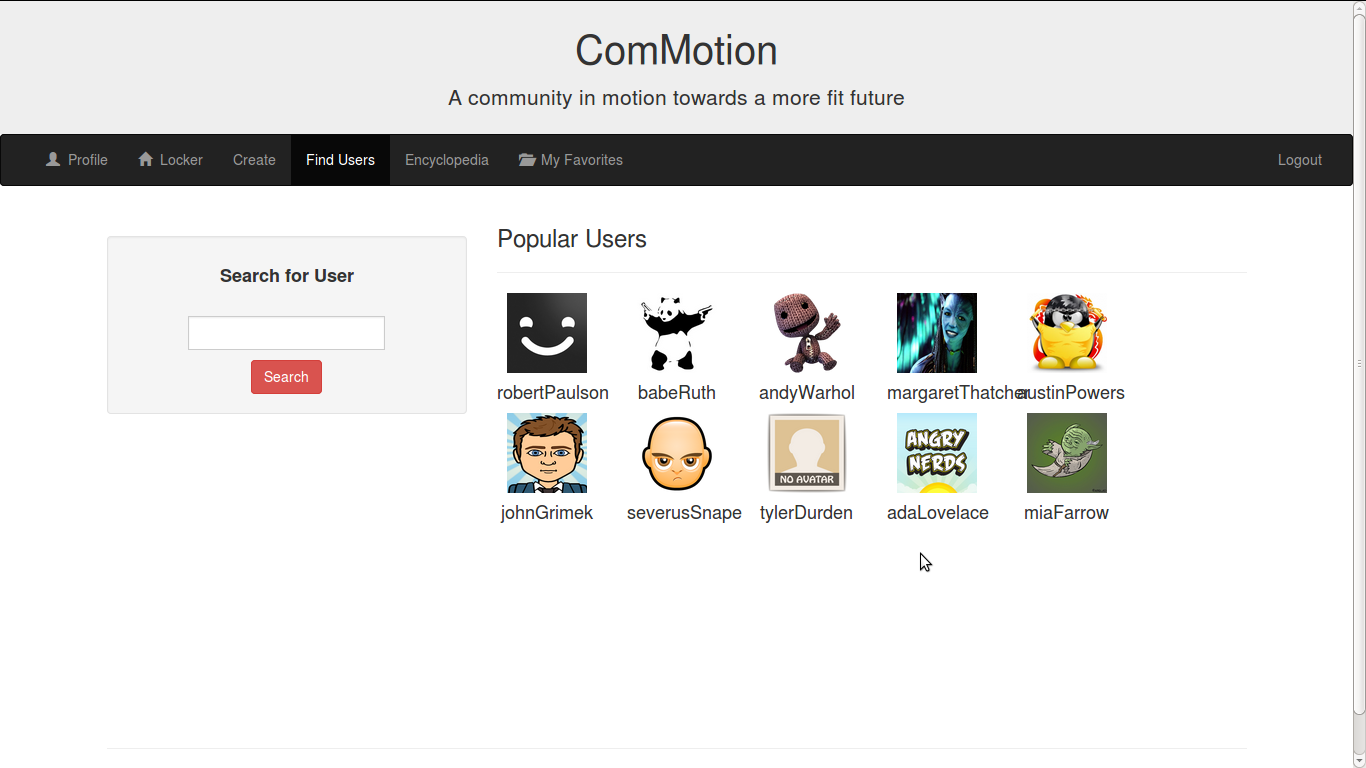 ComMotion
A community in motion towards a more fit future
Profile Locker Create Find Users Encyclopedia My Favorites Logout
Search for User
Search
Popular Users
robertPaulson babeRuth andyWarhol margaretThatcher austinPowers
ANGRY
NERDS
NO AVATAR
johnGrimek severusSnape tylerDurden adaLovelace miaFarrow